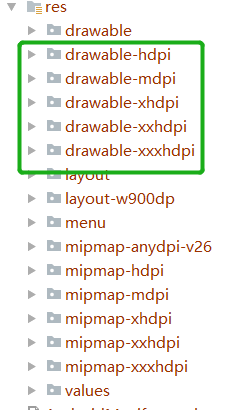 res
drawable
drawable-hdpi
drawable-mdpi
drawable-xhdpi
drawable-xxhdpi
drawable-xxxhdpi
layout
layout-w900dp
menu
mipmap-anydpi-v26
mipmap-hdpi
mipmap-mdpi
mipmap-xhdpi
mipmap-xxhdpi
mipmap-xxxhdpi
values